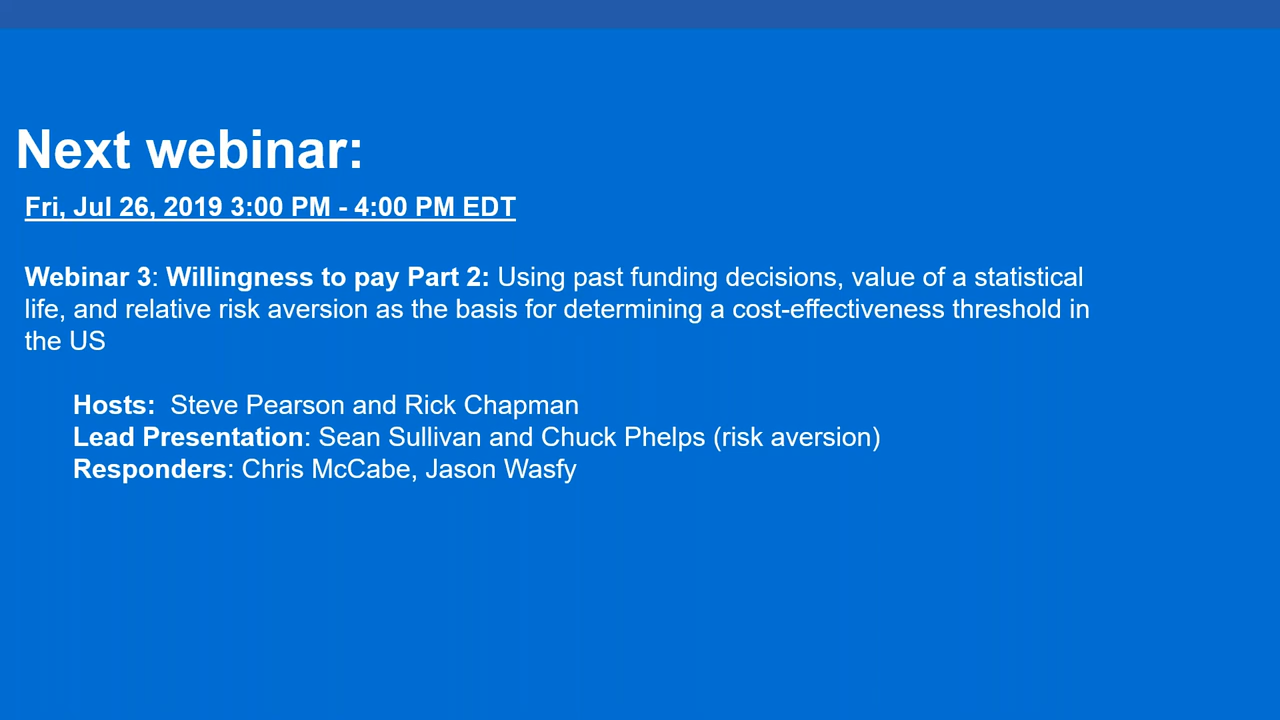 Next webinar:
Fri, Jul 26, 2019 3:00 PM - 4:00 PM EDT
Webinar 3: Willingness to pay Part 2: Using past funding decisions, value of a statistical
life, and relative risk aversion as the basis for determining a cost-effectiveness threshold in
the US
Hosts: Steve Pearson and Rick Chapman
Lead Presentation: Sean Sullivan and Chuck Phelps (risk aversion)
Responders: Chris McCabe, Jason Wasfy